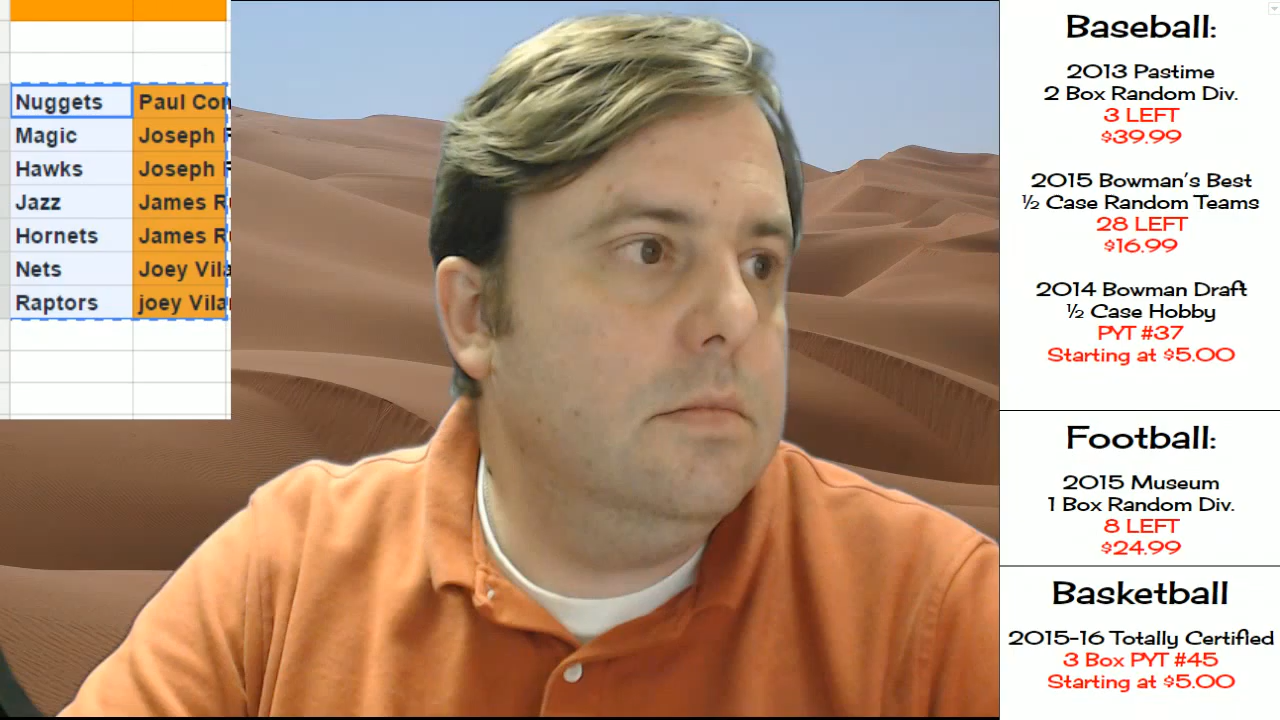 Nuggets Paul
Magic Joseph
Hawks Joseph
Jazz James
Hornets James
Nets Joey
Raptors joey
Baseball:
2013 Pastime
2 Box Random Div.
3 LEFT
$39.99
2015 Bowman's Best
½ Case Random Teams
28 LEFT
$16.99
2014 Bowman Draft
½ Case Hobby
PYT #37
Starting at $5.00
Football:
2015 Museum
1 Box Random Div.
8 LEFT
$24.99
Basketball
2015-16 Totally Certified
3 Box PYT #45
Starting at $5.00